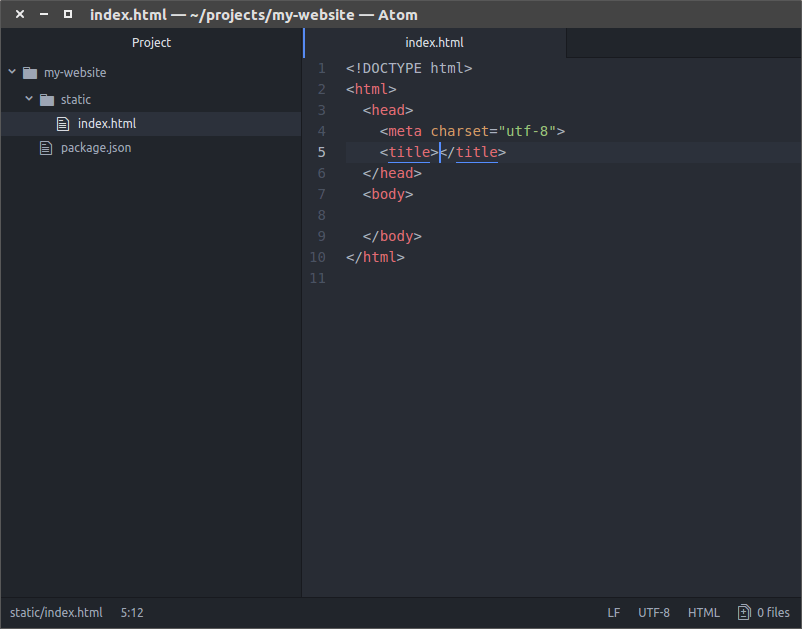 index.html — ~/projects/my-website — Atom
Project
my-website
static
index.html
package.json
index.html
1 <!DOCTYPE html>
2 <html>
3   <head>
4     <meta charset="utf-8">
5     <title></title>
6   </head>
7   <body>
8
9   </body>
10 </html>
11
static/index.html 5:12
LF UTF-8 HTML 0 files